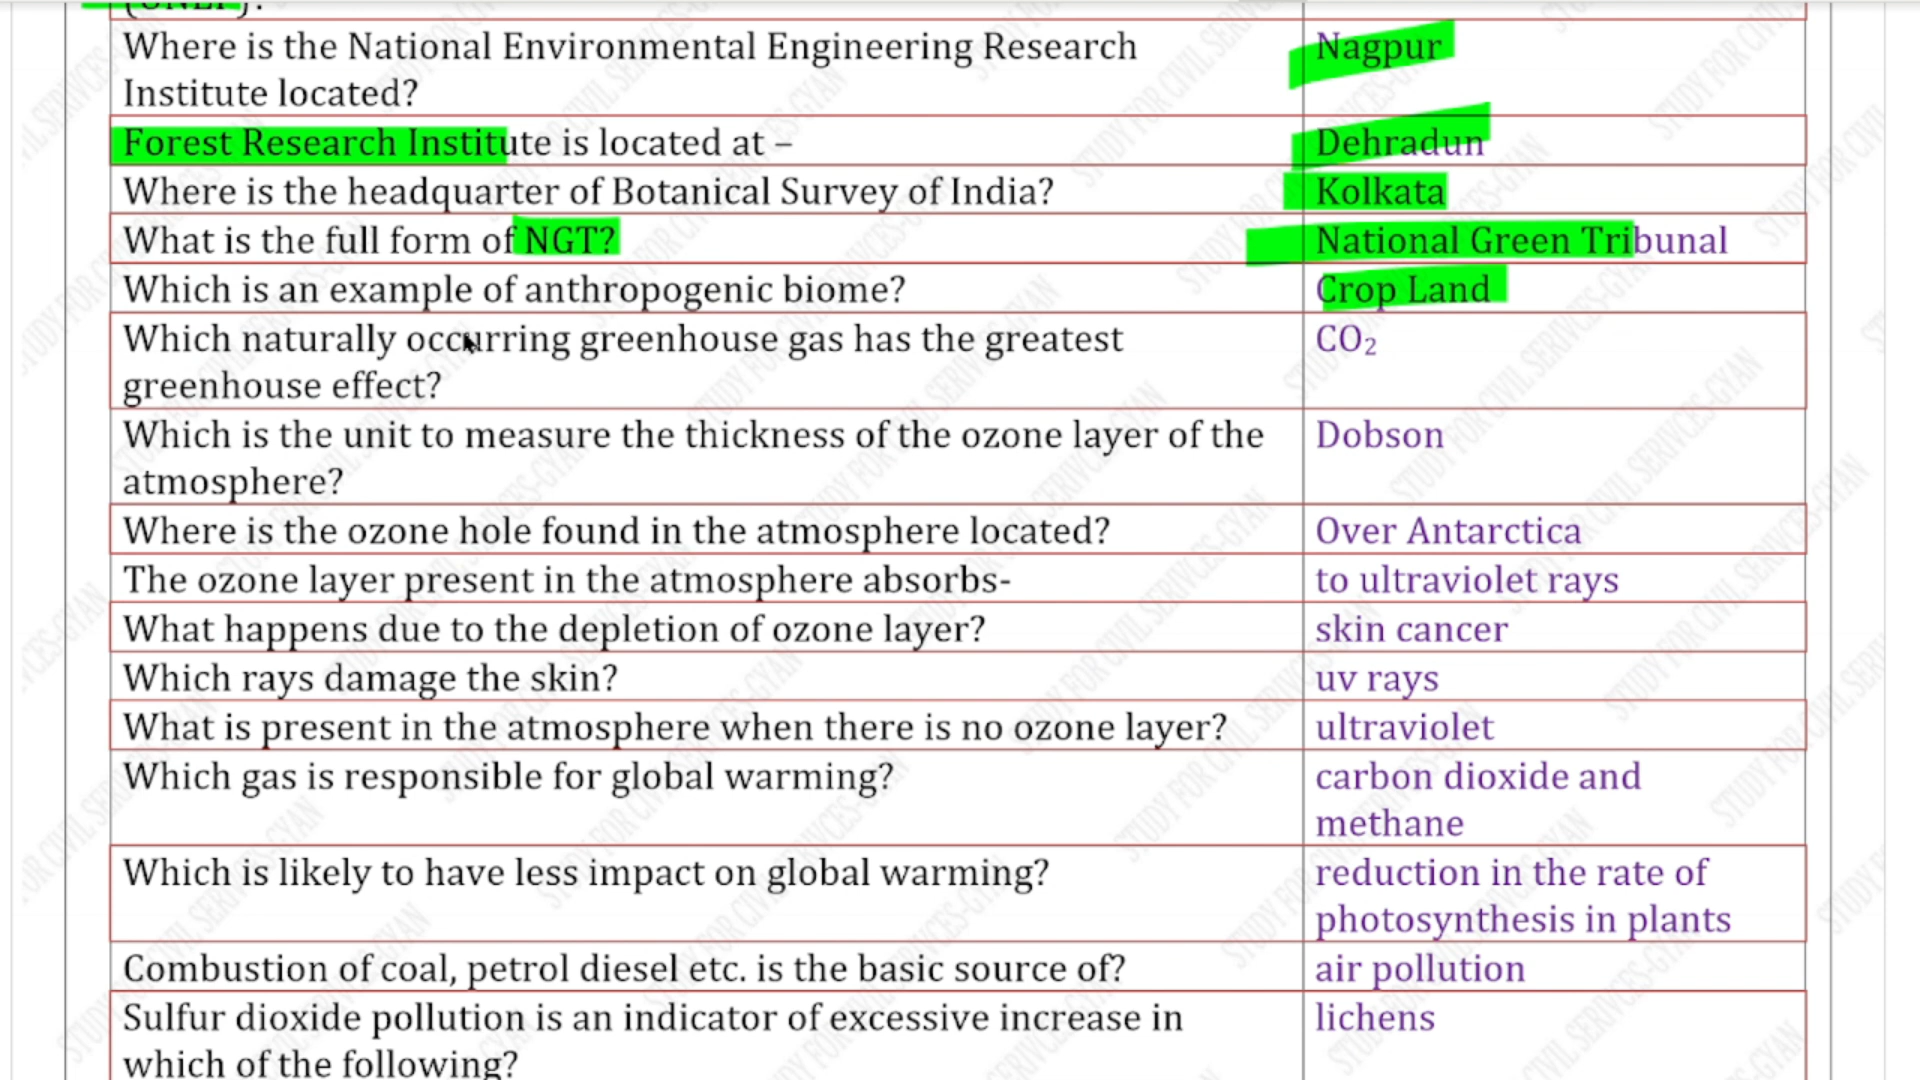 (UNEP)?
Where is the National Environmental Engineering Research
Institute located?
Nagpur
Forest Research Institute is located at –
Dehradun
Where is the headquarter of Botanical Survey of India?
Kolkata
What is the full form of NGT?
National Green Tribunal
Which is an example of anthropogenic biome?
Crop Land
Which naturally occurring greenhouse gas has the greatest
greenhouse effect?
CO₂
Which is the unit to measure the thickness of the ozone layer of the
atmosphere?
Dobson
Where is the ozone hole found in the atmosphere located?
Over Antarctica
The ozone layer present in the atmosphere absorbs-
to ultraviolet rays
What happens due to the depletion of ozone layer?
skin cancer
Which rays damage the skin?
uv rays
What is present in the atmosphere when there is no ozone layer?
ultraviolet
Which gas is responsible for global warming?
carbon dioxide and
methane
Which is likely to have less impact on global warming?
reduction in the rate of
photosynthesis in plants
Combustion of coal, petrol diesel etc. is the basic source of?
air pollution
Sulfur dioxide pollution is an indicator of excessive increase in
which of the following?
lichens
STUDY FOR CIVIL SERIVCES-GYAN